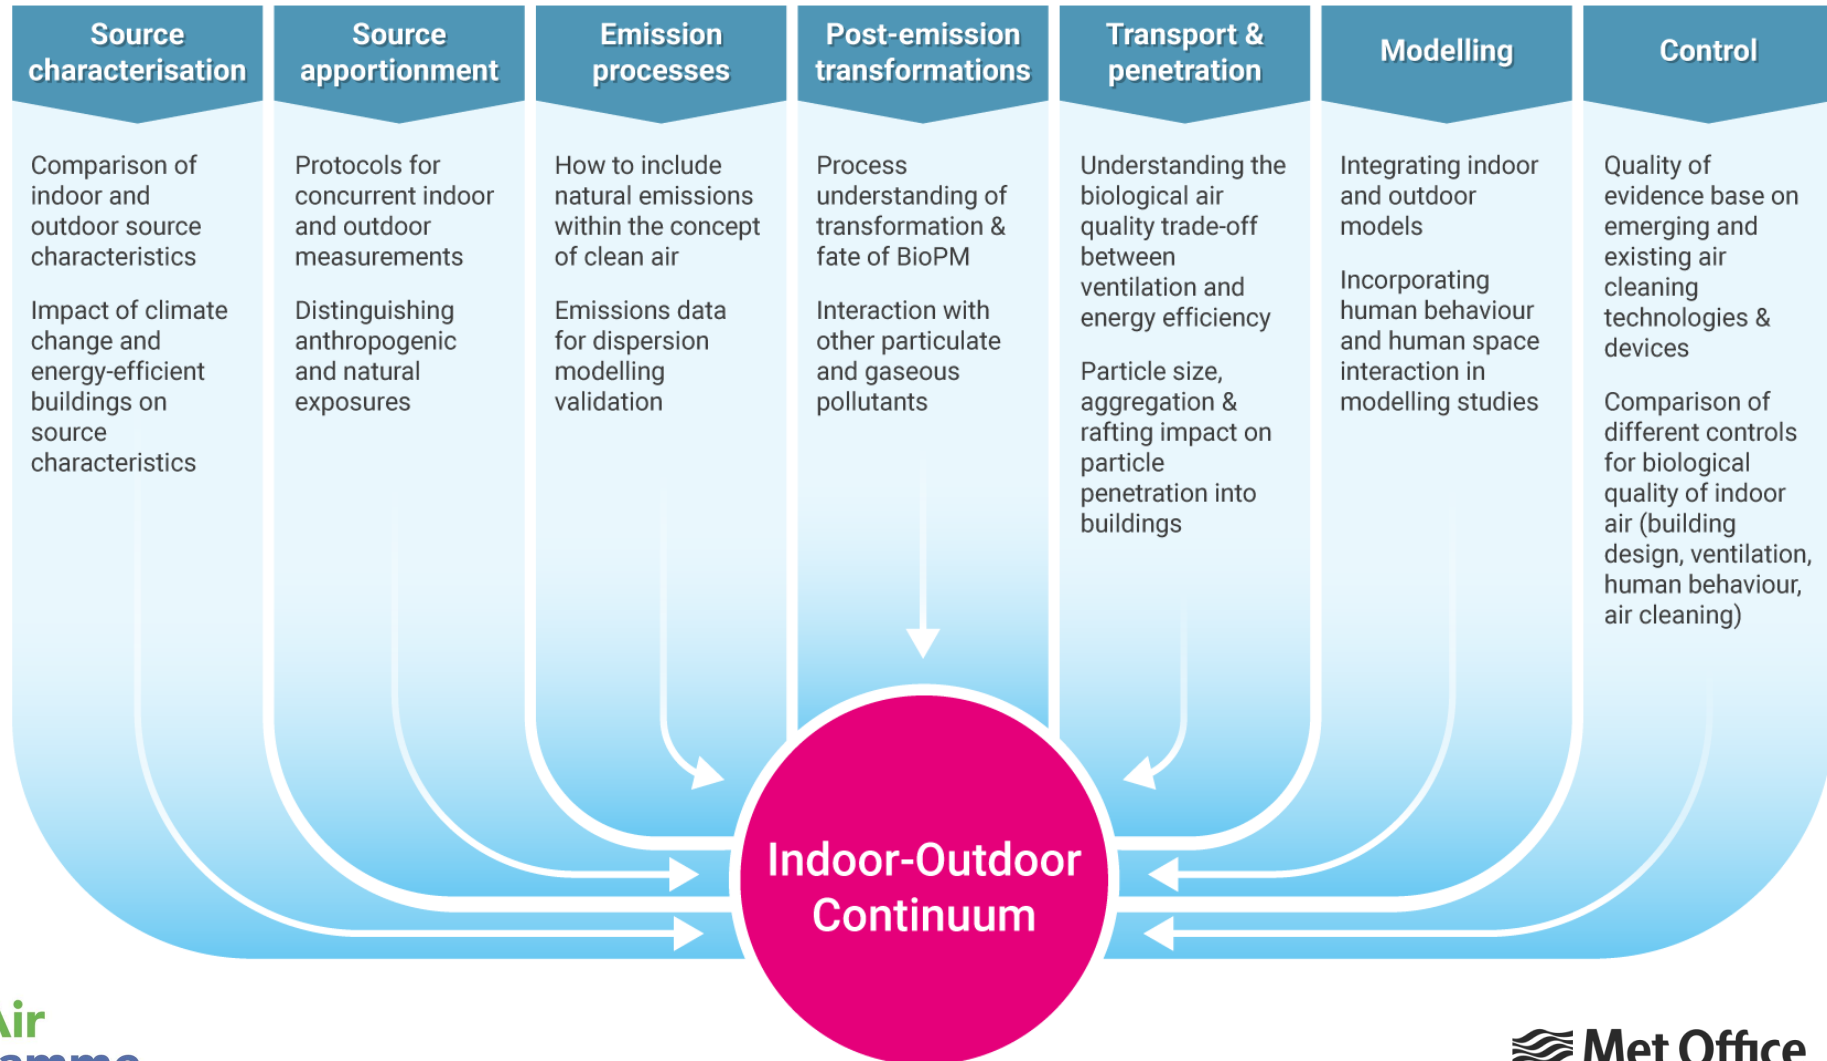 Source
characterisation
Comparison of
indoor and
outdoor source
characteristics
Impact of climate
change and
energy-efficient
buildings on
source
characteristics
Source
apportionment
Protocols for
concurrent indoor
and outdoor
measurements
Distinguishing
anthropogenic
and natural
exposures
Emission
processes
How to include
natural emissions
within the concept
of clean air
Emissions data
for dispersion
modelling
validation
Post-emission
transformations
Process
understanding of
transformation &
fate of BioPM
Interaction with
other particulate
and gaseous
pollutants
Transport &
penetration
Understanding the
biological air
quality trade-off
between
ventilation and
energy efficiency
Particle size,
aggregation &
rafting impact on
particle
penetration into
buildings
Modelling
Integrating indoor
and outdoor
models
Incorporating
human behaviour
and human space
interaction in
modelling studies
Control
Quality of
evidence base on
emerging and
existing air
cleaning
technologies &
devices
Comparison of
different controls
for biological
quality of indoor
air (building
design, ventilation,
human behaviour,
air cleaning)
Indoor-Outdoor
Continuum
Air
Met Office